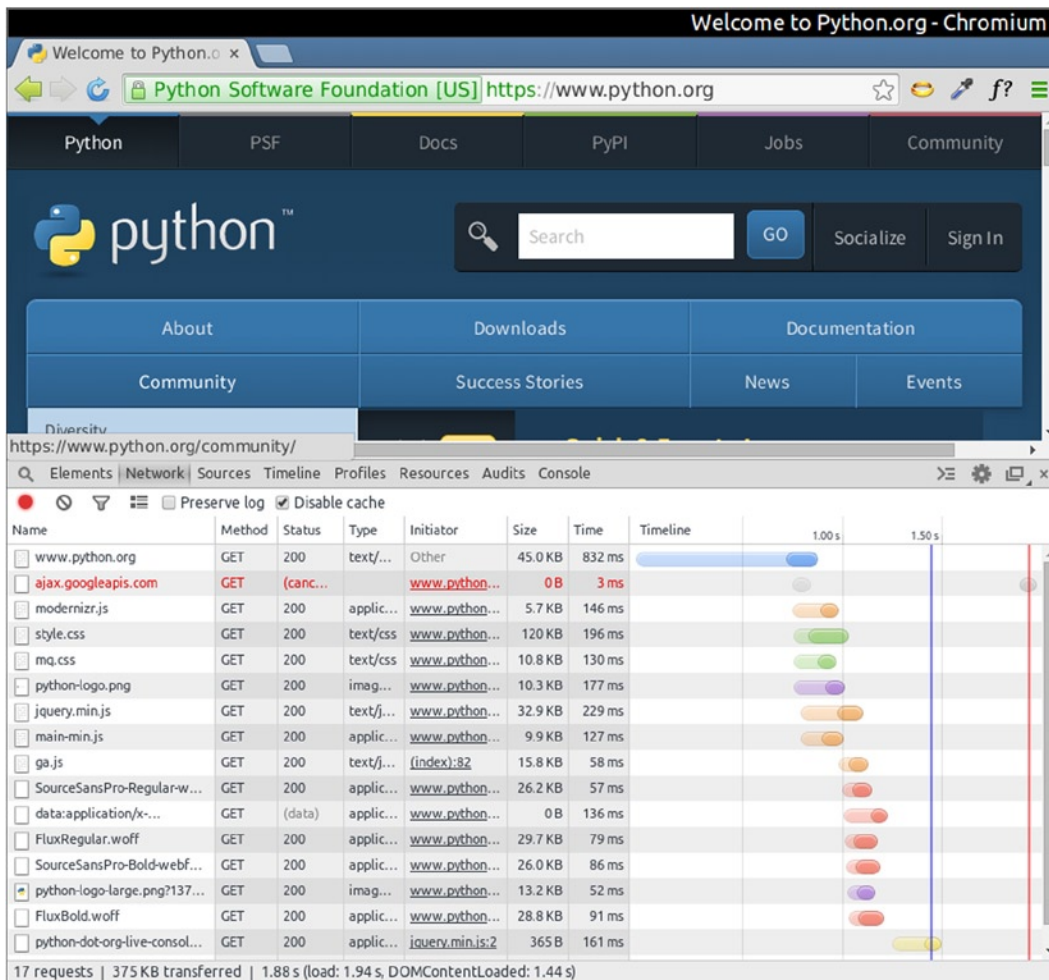 Welcome to Python.org - Chromium
Welcome to Python.o ×
Python Software Foundation [US] https://www.python.org f?
Python PSF Docs PyPI Jobs Community
python™ Search GO Socialize Sign In
About Downloads Documentation
Community Success Stories News Events
Diversity
https://www.python.org/community/
Elements Network Sources Timeline Profiles Resources Audits Console
Preserve log Disable cache
Name Method Status Type Initiator Size Time Timeline 1.00 s 1.50 s
www.python.org GET 200 text/... Other 45.0 KB 832 ms
ajax.googleapis.com GET (canc... www.python... 0 B 3 ms
modernizr.js GET 200 applic... www.python... 5.7 KB 146 ms
style.css GET 200 text/css www.python... 120 KB 196 ms
mq.css GET 200 text/css www.python... 10.8 KB 130 ms
python-logo.png GET 200 imag... www.python... 10.3 KB 177 ms
jquery.min.js GET 200 text/j... www.python... 32.9 KB 229 ms
main-min.js GET 200 applic... www.python... 9.9 KB 127 ms
ga.js GET 200 text/j... (index):82 15.8 KB 58 ms
SourceSansPro-Regular-w... GET 200 applic... www.python... 26.2 KB 57 ms
data:application/x-... GET (data) applic... www.python... 0 B 136 ms
FluxRegular.woff GET 200 applic... www.python... 29.7 KB 79 ms
SourceSansPro-Bold-webf... GET 200 applic... www.python... 26.0 KB 86 ms
python-logo-large.png?137... GET 200 imag... www.python... 13.2 KB 52 ms
FluxBold.woff GET 200 applic... www.python... 28.8 KB 91 ms
python-dot-org-live-consol... GET 200 applic... jquery.min.js:2 365 B 161 ms
17 requests | 375 KB transferred | 1.88 s (load: 1.94 s, DOMContentLoaded: 1.44 s)